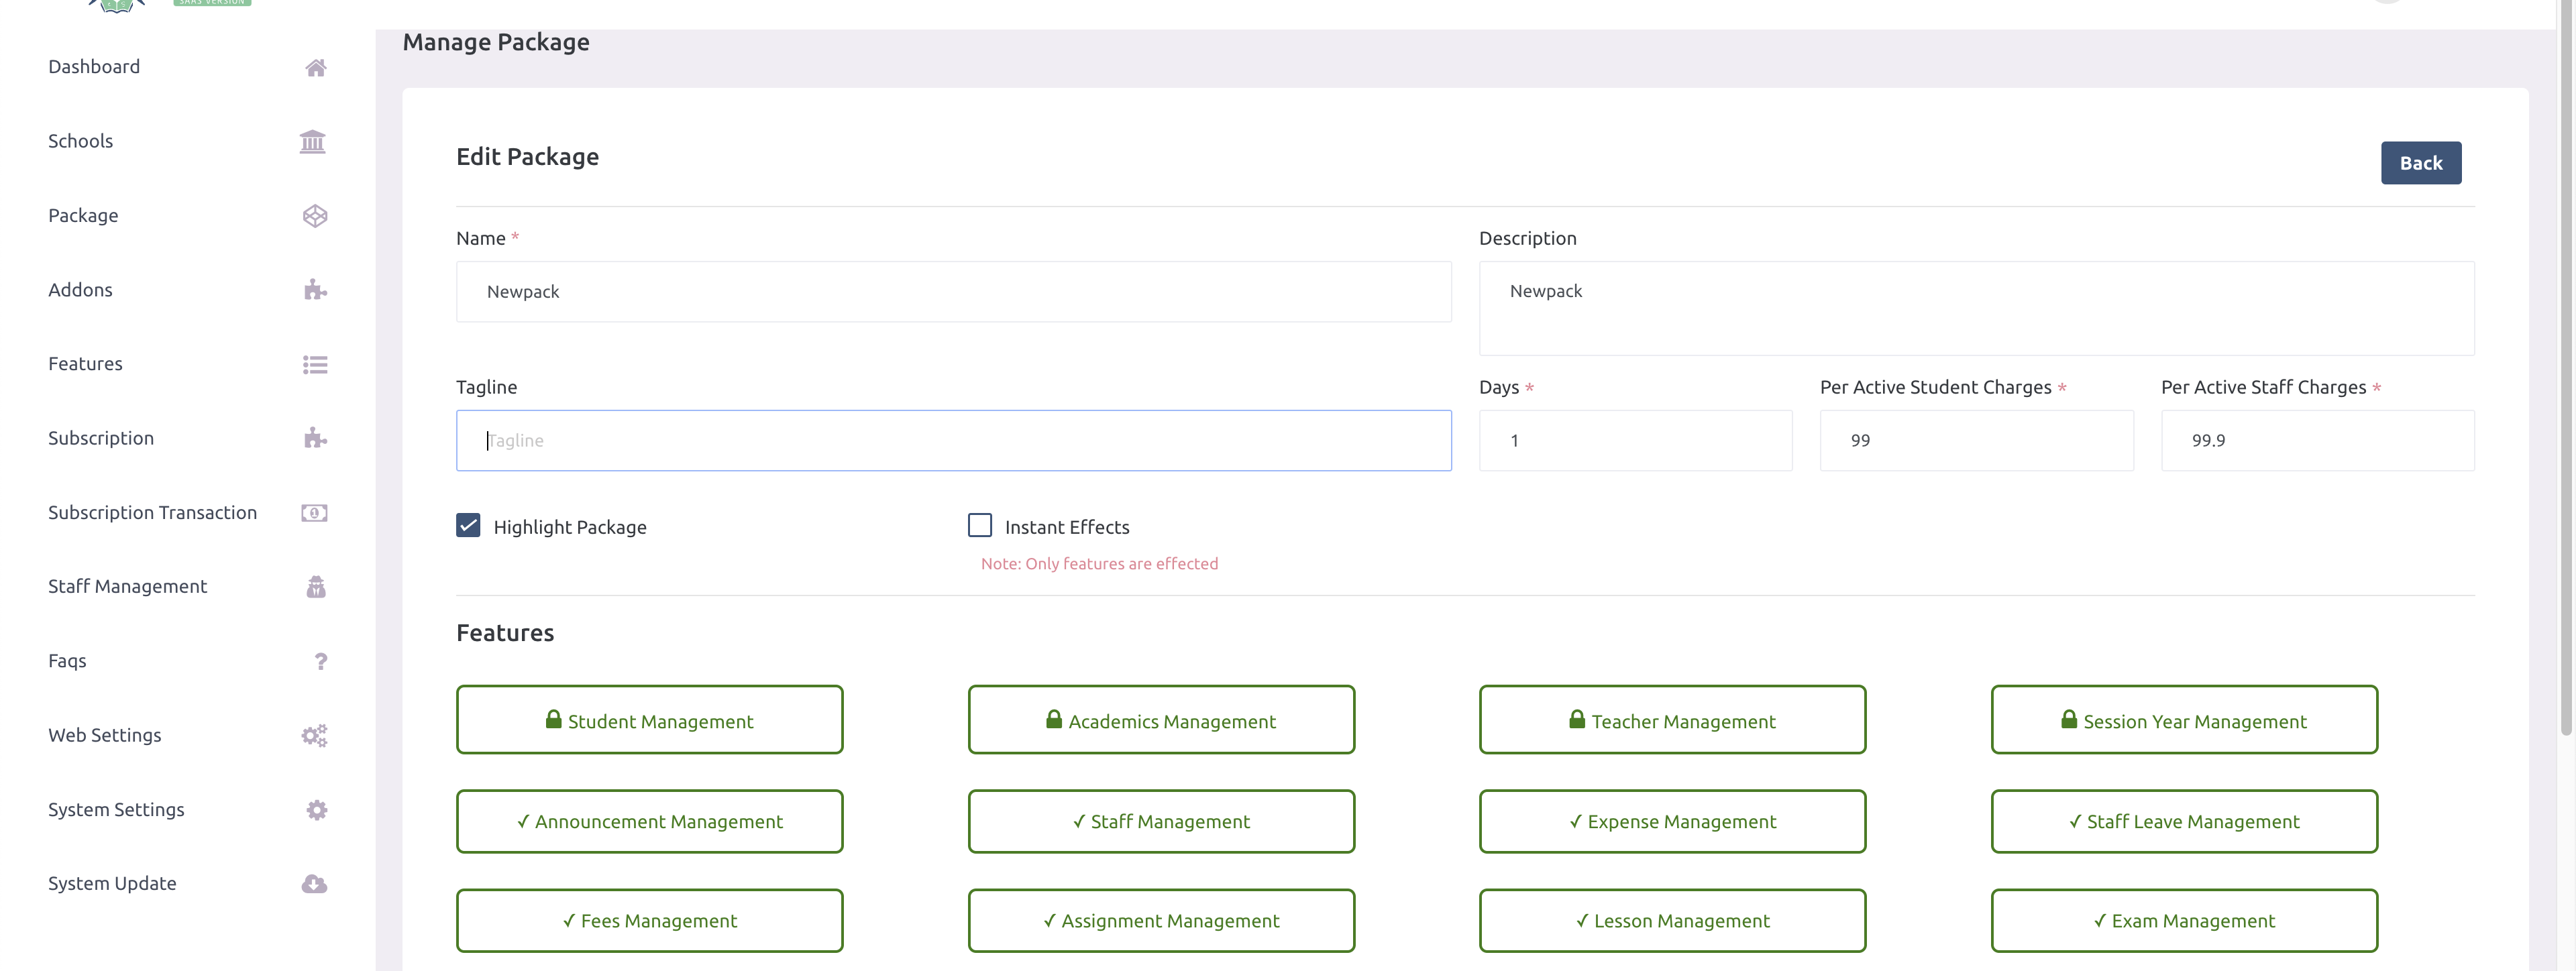 SAAS VERSION
Manage Package
Dashboard
Schools
Package
Addons
Features
Subscription
Subscription Transaction
Staff Management
Faqs
Web Settings
System Settings
System Update
Edit Package
Back
Name *
Description
Newpack
Newpack
Tagline
Days *
Per Active Student Charges *
Per Active Staff Charges *
Tagline
1
99
99.9
Highlight Package
Instant Effects
Note: Only features are effected
Features
Student Management
Academics Management
Teacher Management
Session Year Management
✓ Announcement Management
✓ Staff Management
✓ Expense Management
✓ Staff Leave Management
✓ Fees Management
✓ Assignment Management
✓ Lesson Management
✓ Exam Management